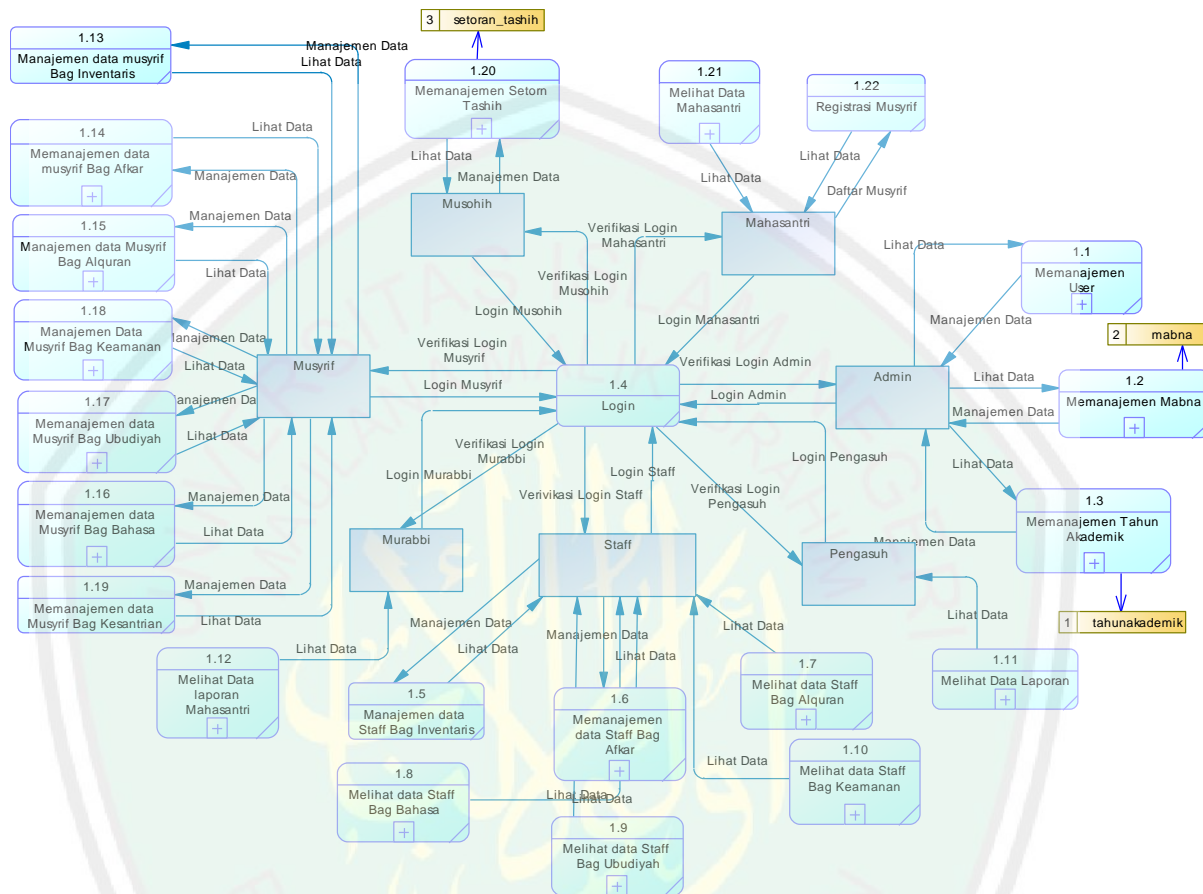 3 setoran_tashih
1.13
Manajemen data musyrif
Bag Inventaris
Manajemen Data
Lihat Data
1.20
Memanajemen Setorn
Tashih
1.21
Melihat Data
Mahasantri
1.22
Registrasi Musyrif
1.14
Memanajemen data
musyrif Bag Afkar
Lihat Data
Manajemen Data
Lihat Data
Manajemen Data
Lihat Data
Lihat Data
Daftar Musyrif
Musohih
Mahasantri
1.15
Manajemen data Musyrif
Bag Alquran
Manajemen Data
Lihat Data
Verifikasi Login
Mahasantri
Verifikasi Login
Musohih
Lihat Data
1.1
Memanajemen
User
Manajemen Data
1.18
Manajemen Data
Musyrif Bag Keamanan
Manajemen Data
Lihat Data
Login Musohih
Login Mahasantri
2 mabna
Musyrif
Verifikasi Login
Musyrif
Login Musyrif
1.4
Login
Verifikasi Login Admin
Login Admin
Admin
Lihat Data
Manajemen Data
1.2
Memanajemen Mabna
1.17
Manajemen data
Musyrif Bag Ubudiyah
Manajemen Data
Lihat Data
Verifikasi Login
Murabbi
Login Murabbi
Login Staff
Verivikasi Login Staff
Login Pengasuh
Verifikasi Login
Pengasuh
Lihat Data
1.16
Memanajemen data
Musyrif Bag Bahasa
Manajemen Data
Lihat Data
1.3
Memanajemen Tahun
Akademik
Manajemen Data
Murabbi
Staff
Pengasuh
1.19
Memanajemen data
Musyrif Bag Kesantrian
Manajemen Data
Lihat Data
1 tahunakademik
1.12
Melihat Data
laporan
Mahasantri
Lihat Data
Manajemen Data
Lihat Data
Manajemen Data
Lihat Data
Lihat Data
Lihat Data
1.5
Manajemen data
Staff Bag Inventaris
1.6
Memanajemen
data Staff Bag
Afkar
1.7
Melihat data Staff
Bag Alquran
1.11
Melihat Data Laporan
1.8
Melihat data Staff
Bag Bahasa
Lihat Data
Lihat Data
Lihat Data
1.10
Melihat data Staff
Bag Keamanan
1.9
Melihat data Staff
Bag Ubudiyah